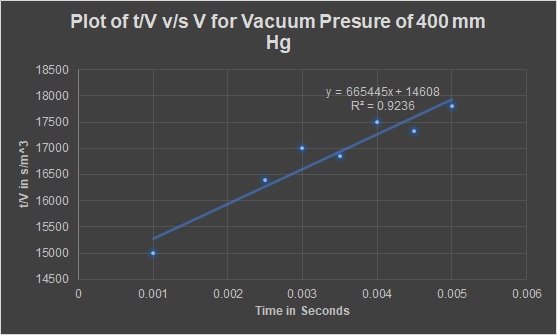 Plot of t/V v/s V for Vacuum Presure of 400 mm
Hg
18500
18000
17500
17000
16500
16000
15500
15000
14500
t/V in s/m^3
y = 665445x + 14608
R² = 0.9236
0 0.001 0.002 0.003 0.004 0.005 0.006
Time in Seconds